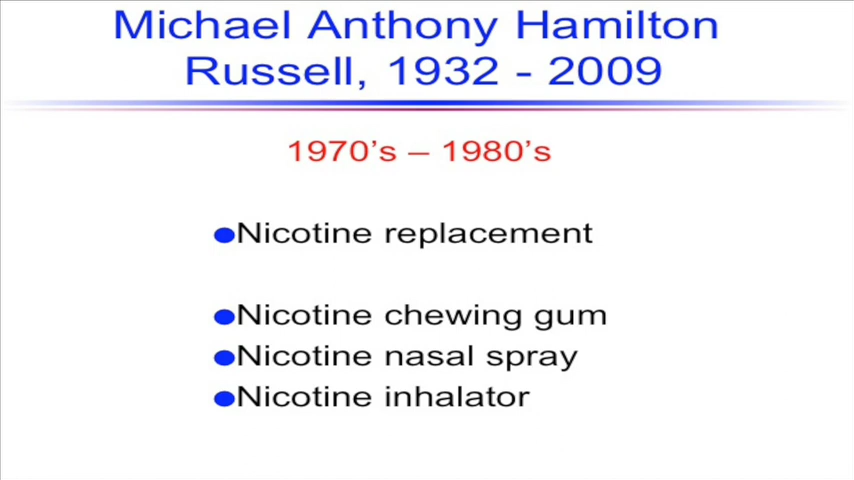 Michael Anthony Hamilton
Russell, 1932 - 2009
1970’s – 1980’s
●Nicotine replacement
●Nicotine chewing gum
●Nicotine nasal spray
●Nicotine inhalator